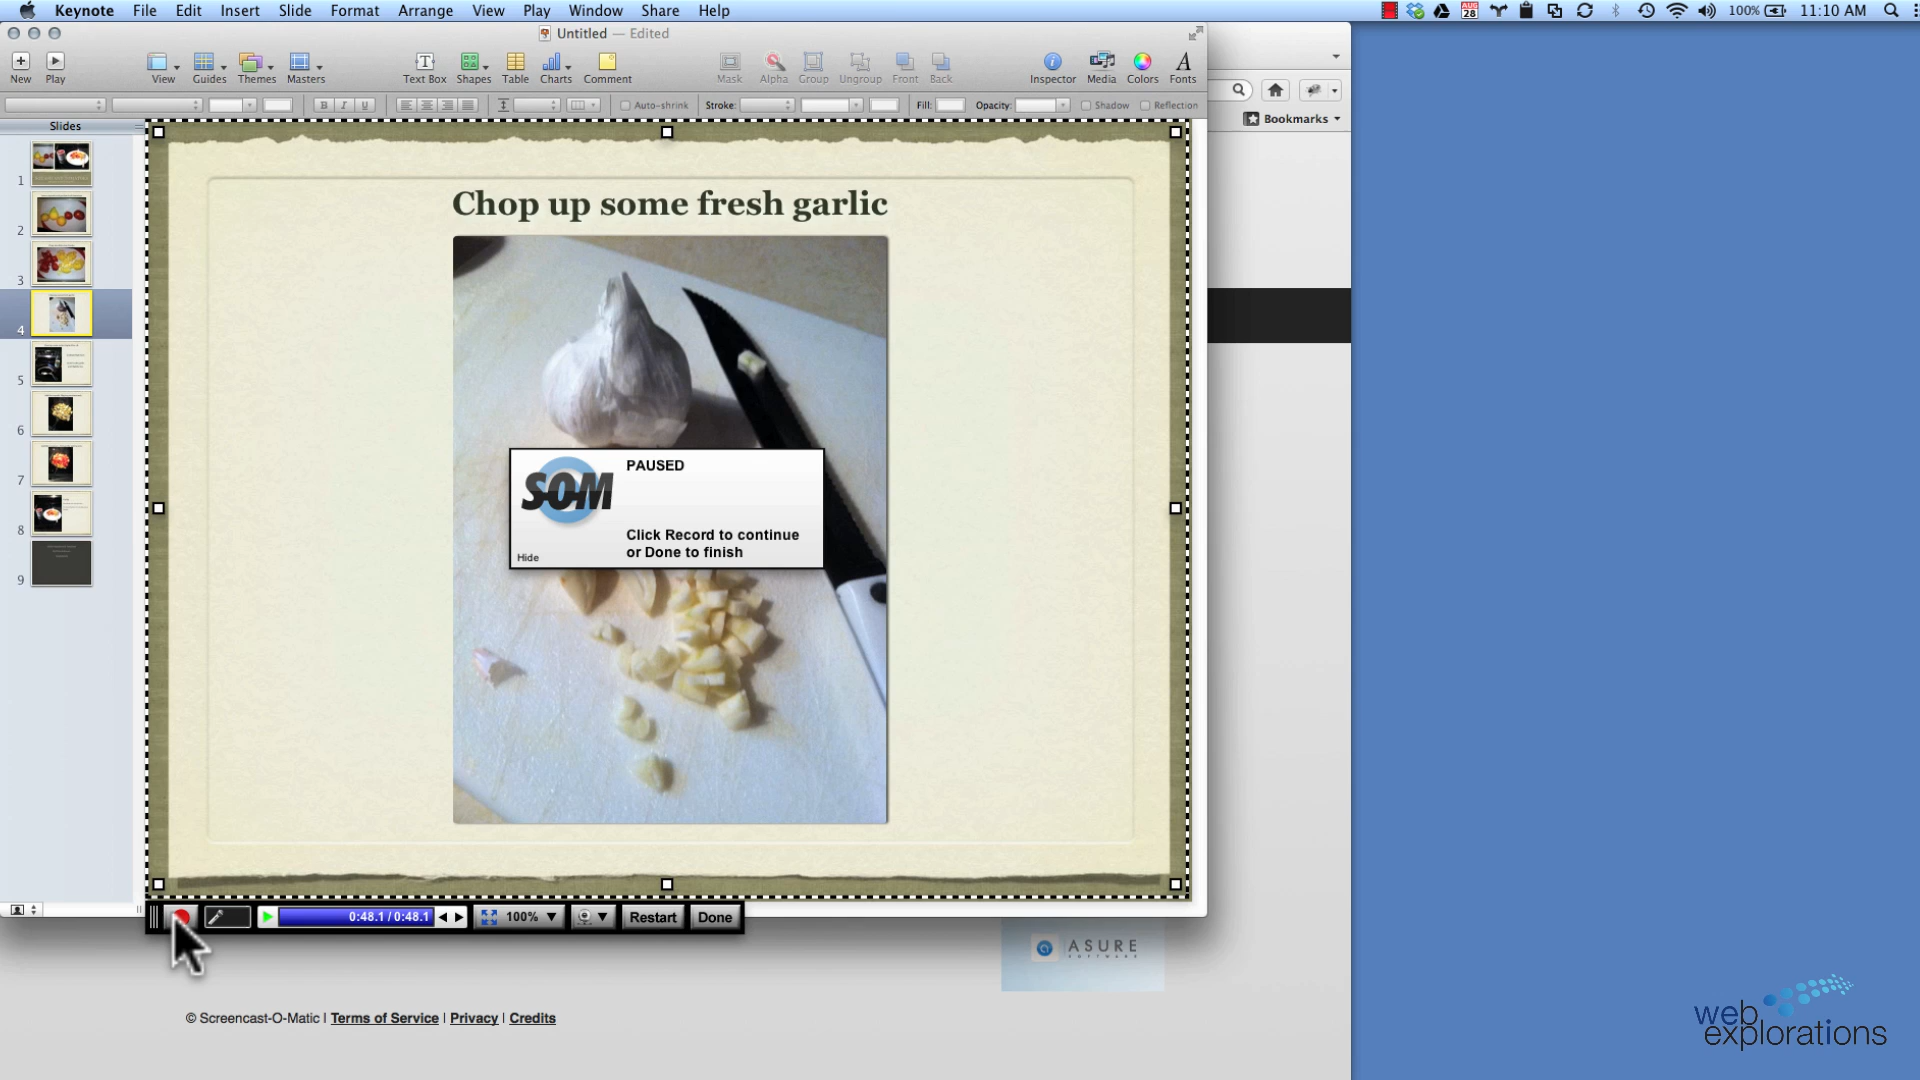 Keynote File Edit Insert Slide Format Arrange View Play Window Share Help
AUG 28
100%
11:10 AM
Untitled — Edited
New Play View Guides Themes Masters Text Box Shapes Table Charts Comment Mask Alpha Group Ungroup Front Back Inspector Media Colors Fonts
B I U Auto-shrink Stroke: Fill: Opacity: Shadow Reflection
Bookmarks
Slides
1
2
3
4
5
6
7
8
9
Chop up some fresh garlic
SOM
PAUSED
Click Record to continue
or Done to finish
Hide
0:48.1 / 0:48.1 100% Restart Done
ASURE
SOFTWARE
© Screencast-O-Matic | Terms of Service | Privacy | Credits
web
explorations